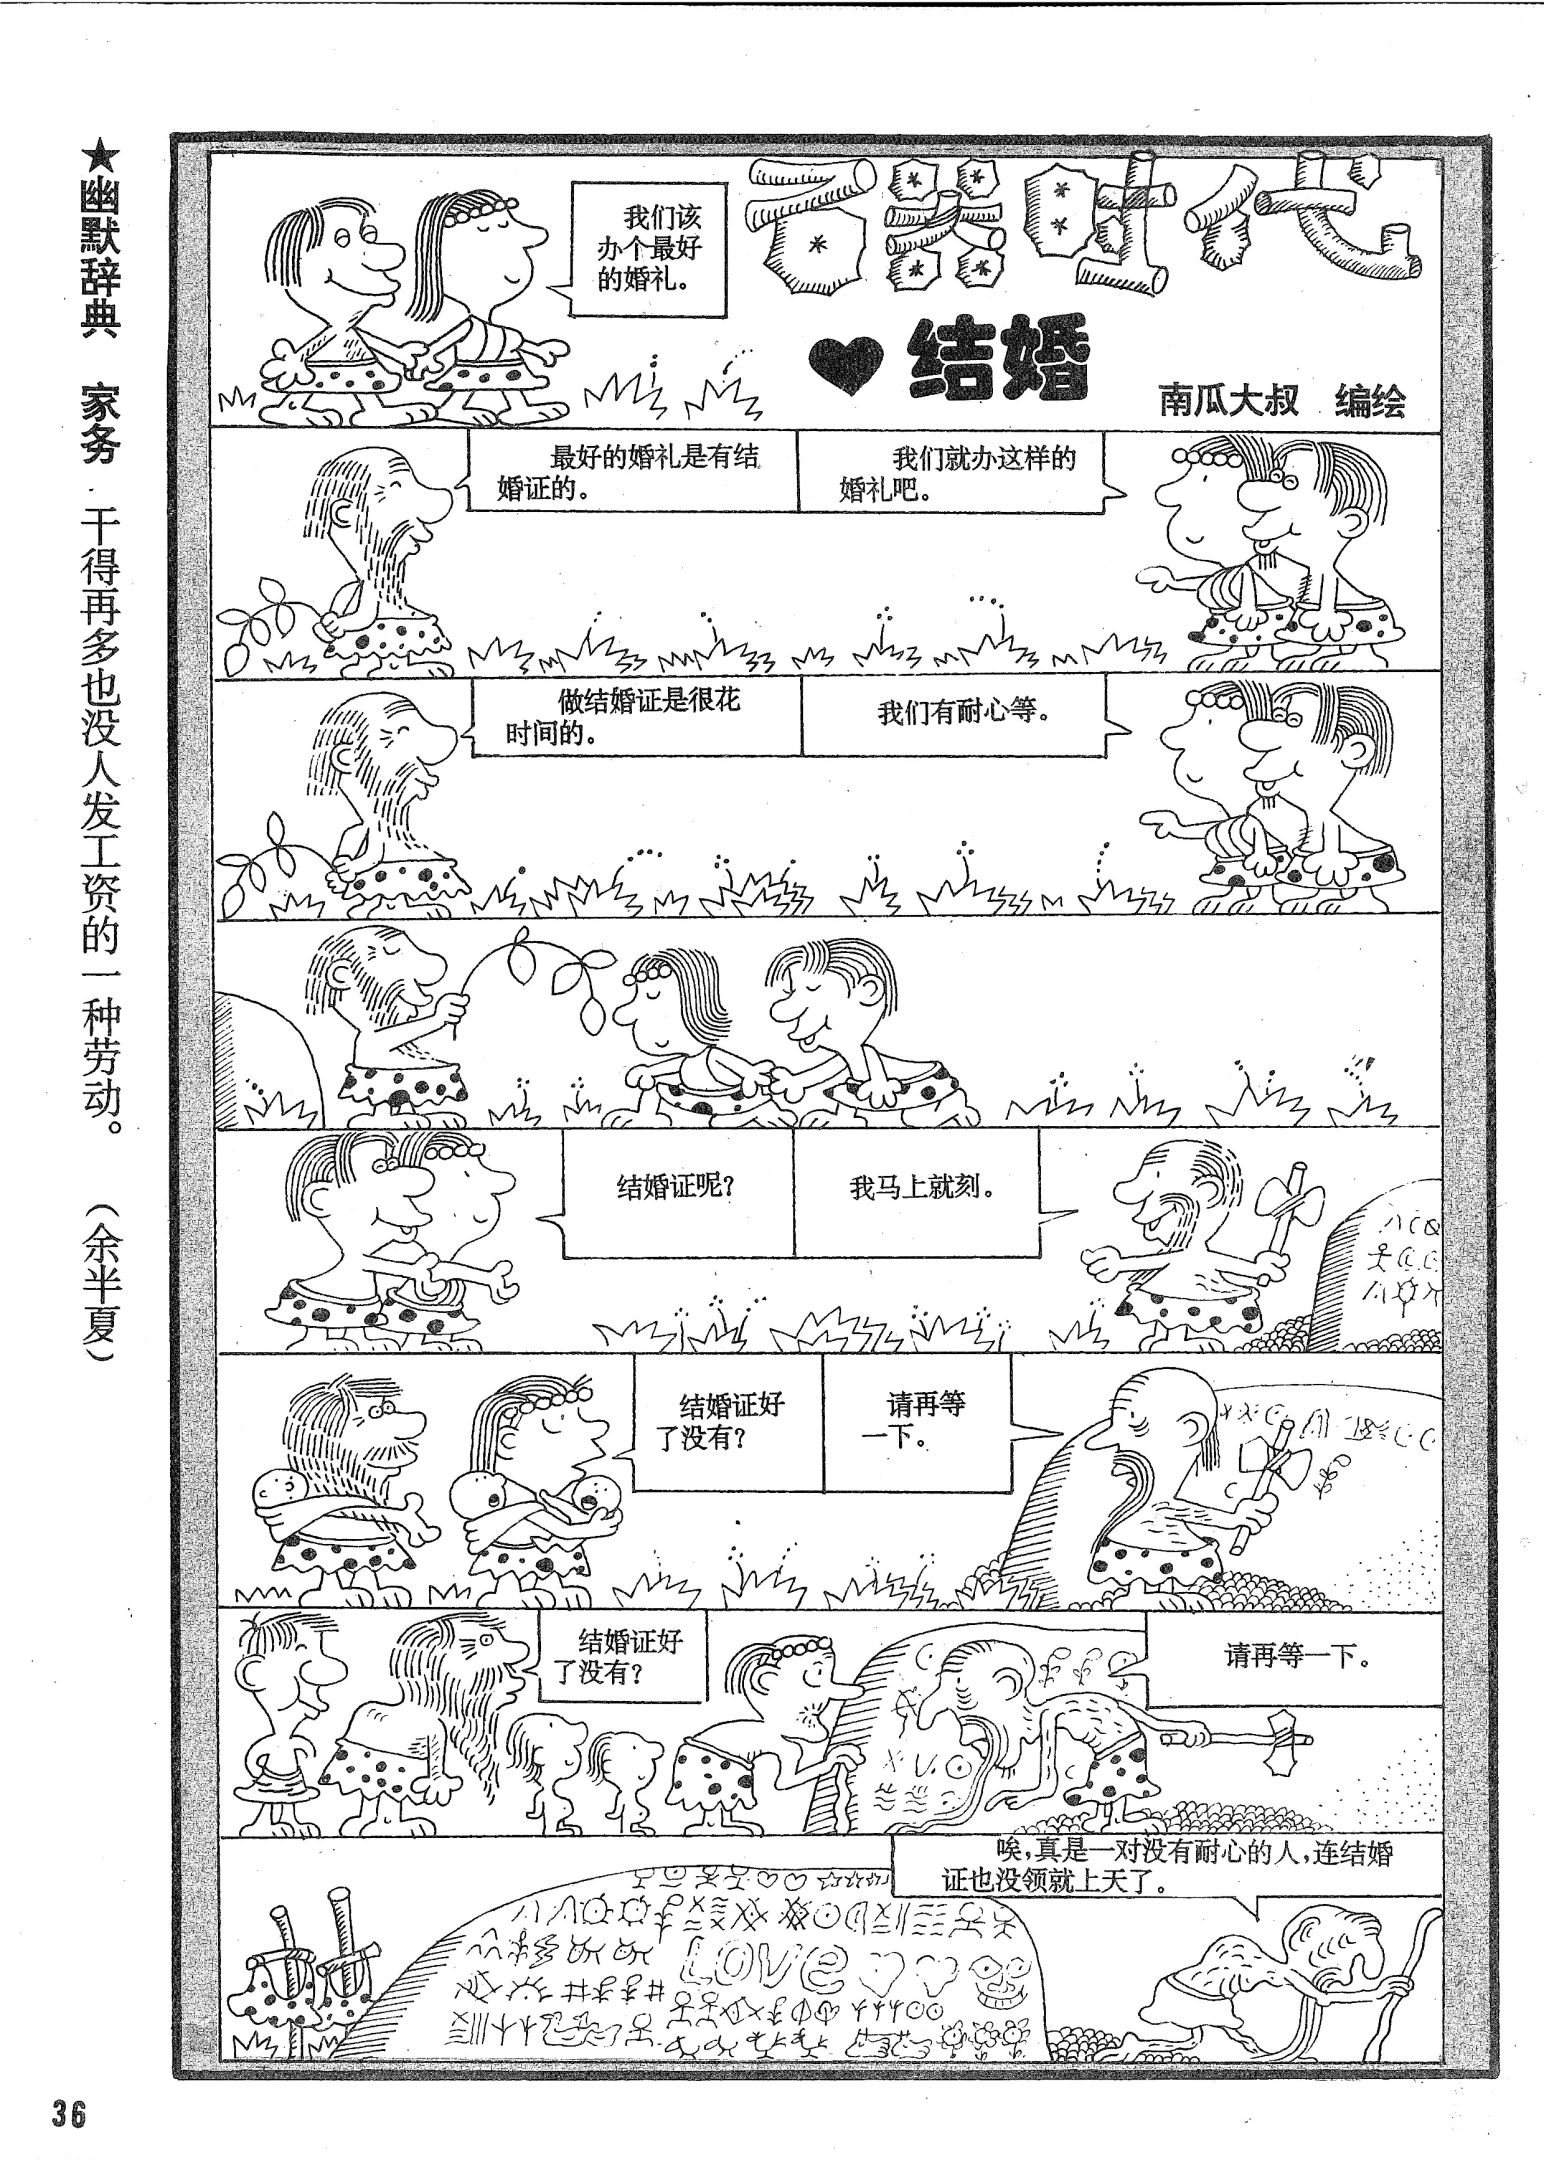 ★幽默辞典 家务 干得再多也没人发工资的一种劳动。 （余半夏）
石器时代
♥结婚
南瓜大叔 编绘
我们该
办个最好
的婚礼。
最好的婚礼是有结
婚证的。
我们就办这样的
婚礼吧。
做结婚证是很花
时间的。
我们有耐心等。
结婚证呢？
我马上就刻。
结婚证好
了没有？
请再等
一下。
结婚证好
了没有？
请再等一下。
唉，真是一对没有耐心的人，连结婚
证也没领就上天了。
LOVe
36